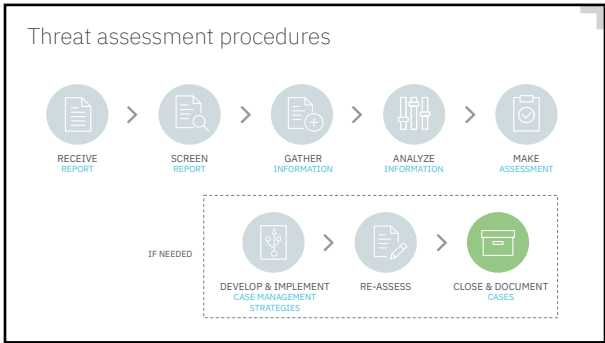 Threat assessment procedures
RECEIVE
REPORT
SCREEN
REPORT
GATHER
INFORMATION
ANALYZE
INFORMATION
MAKE
ASSESSMENT
IF NEEDED
DEVELOP & IMPLEMENT
CASE MANAGEMENT
STRATEGIES
RE-ASSESS
CLOSE & DOCUMENT
CASES